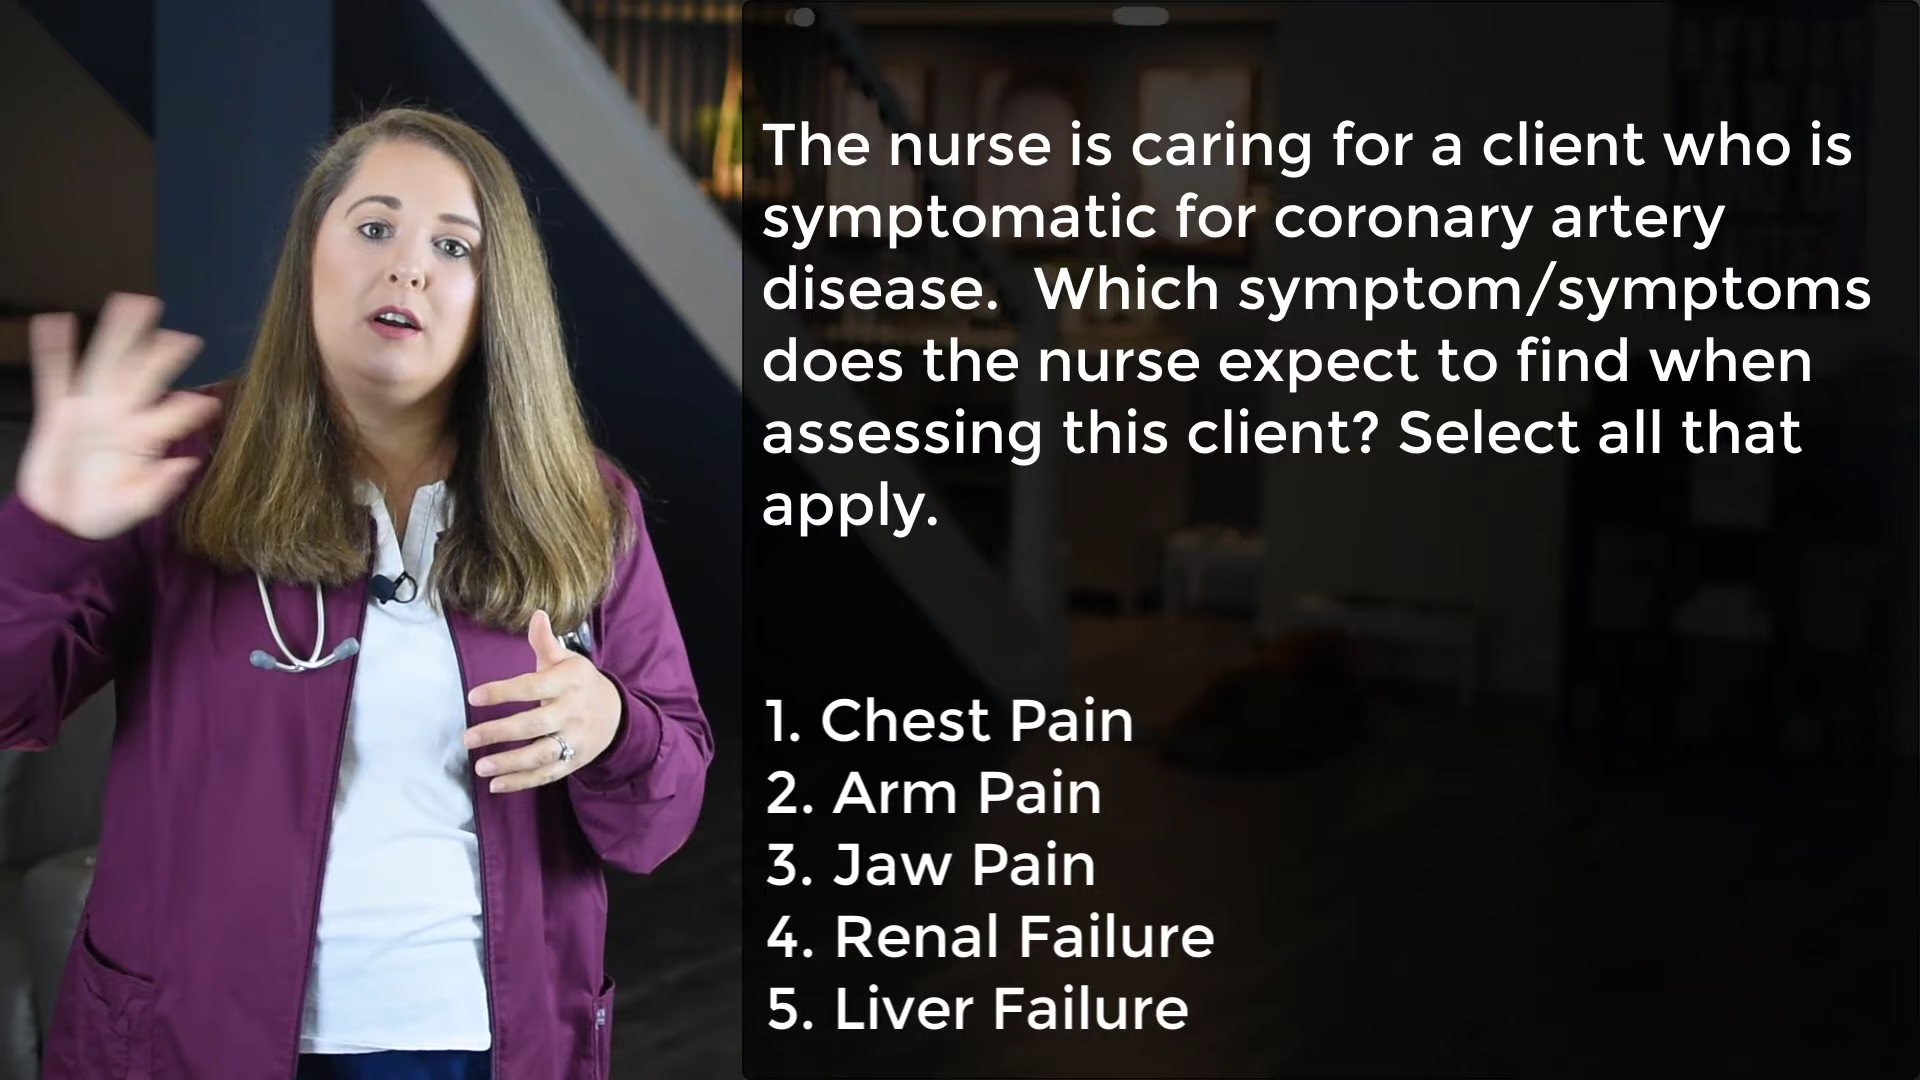 The nurse is caring for a client who is
symptomatic for coronary artery
disease.  Which symptom/symptoms
does the nurse expect to find when
assessing this client? Select all that
apply.
1. Chest Pain
2. Arm Pain
3. Jaw Pain
4. Renal Failure
5. Liver Failure